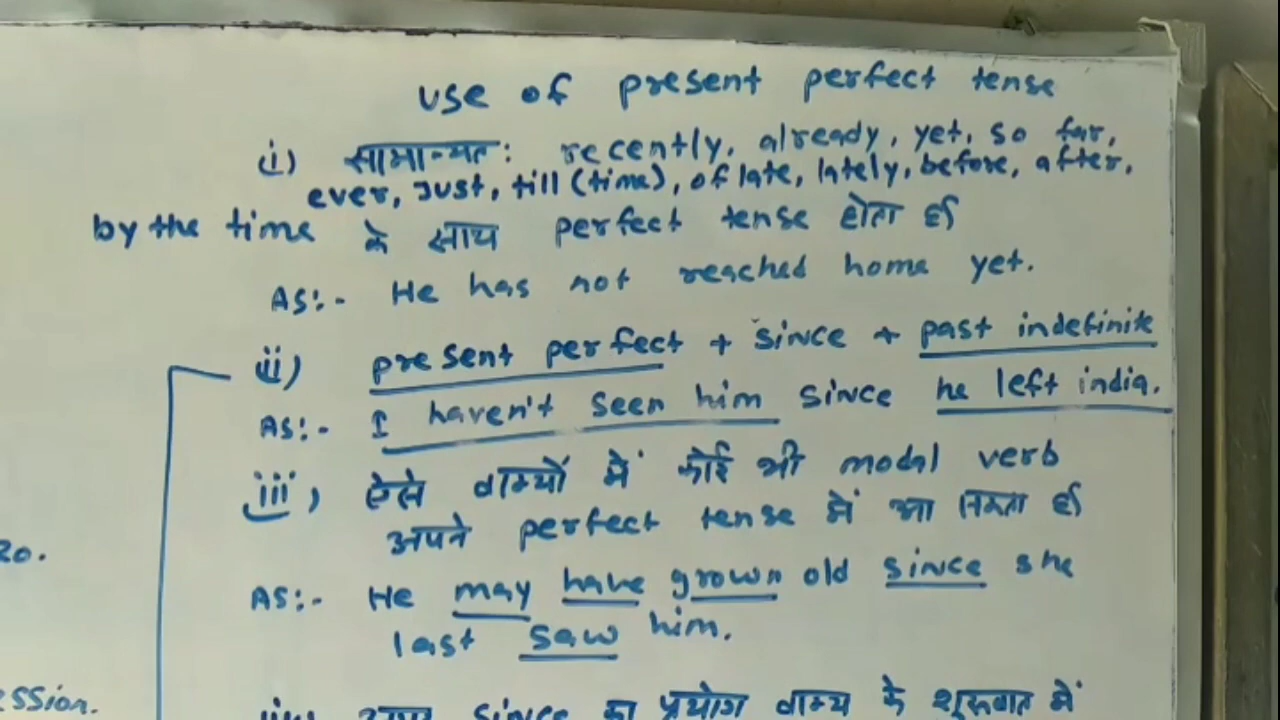 use of present perfect tense
(i) सामान्यत: recently, already, yet, so far,
ever, Just, till (time), of late, lately, before, after,
by the time के साथ perfect tense होता है
AS:- He has not reached home yet.
ii) present perfect + since + past indefinite
AS:- I haven't seen him since he left india.
iii) ऐसे वाक्यों में कोई भी modal verb
अपने perfect tense में आ सकता है
20.
AS:- He may have grown old since she
last saw him.
ession.
since का प्रयोग वाक्य के शुरुवात में